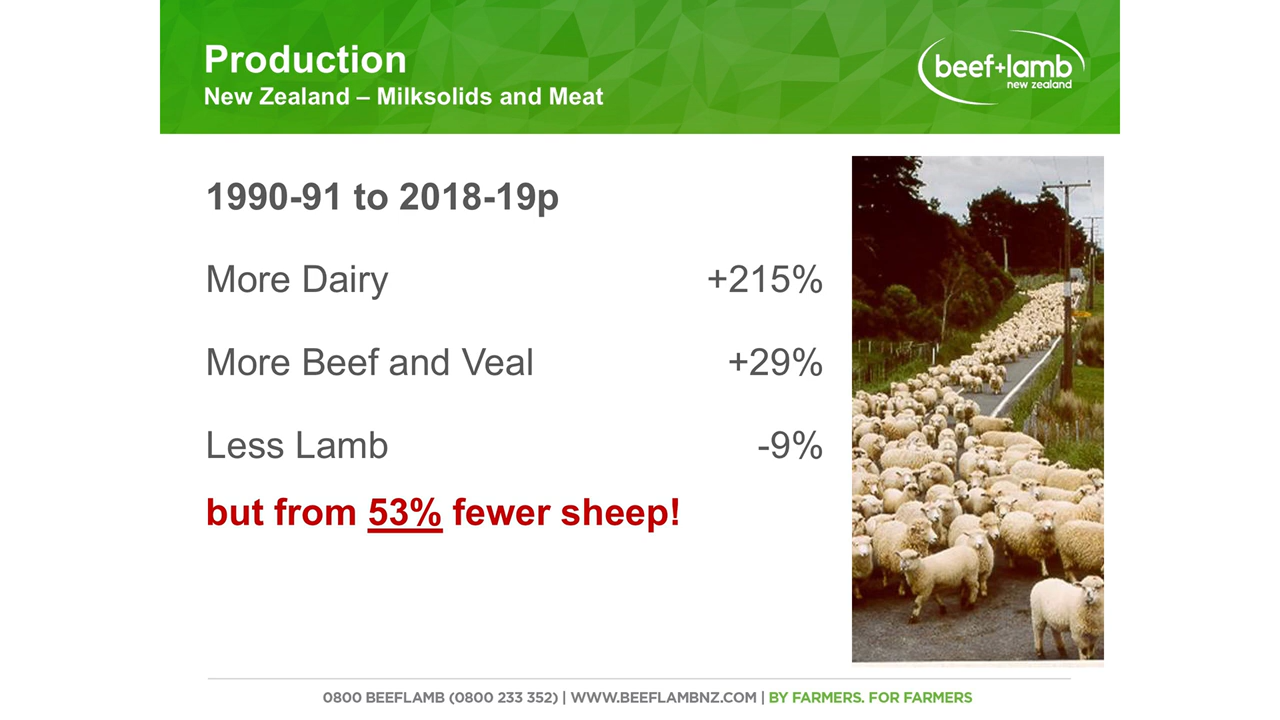 Production
New Zealand – Milksolids and Meat
beef+lamb
new zealand
1990-91 to 2018-19p
More Dairy +215%
More Beef and Veal +29%
Less Lamb -9%
but from 53% fewer sheep!
0800 BEEFLAMB (0800 233 352) | WWW.BEEFLAMBNZ.COM | BY FARMERS. FOR FARMERS